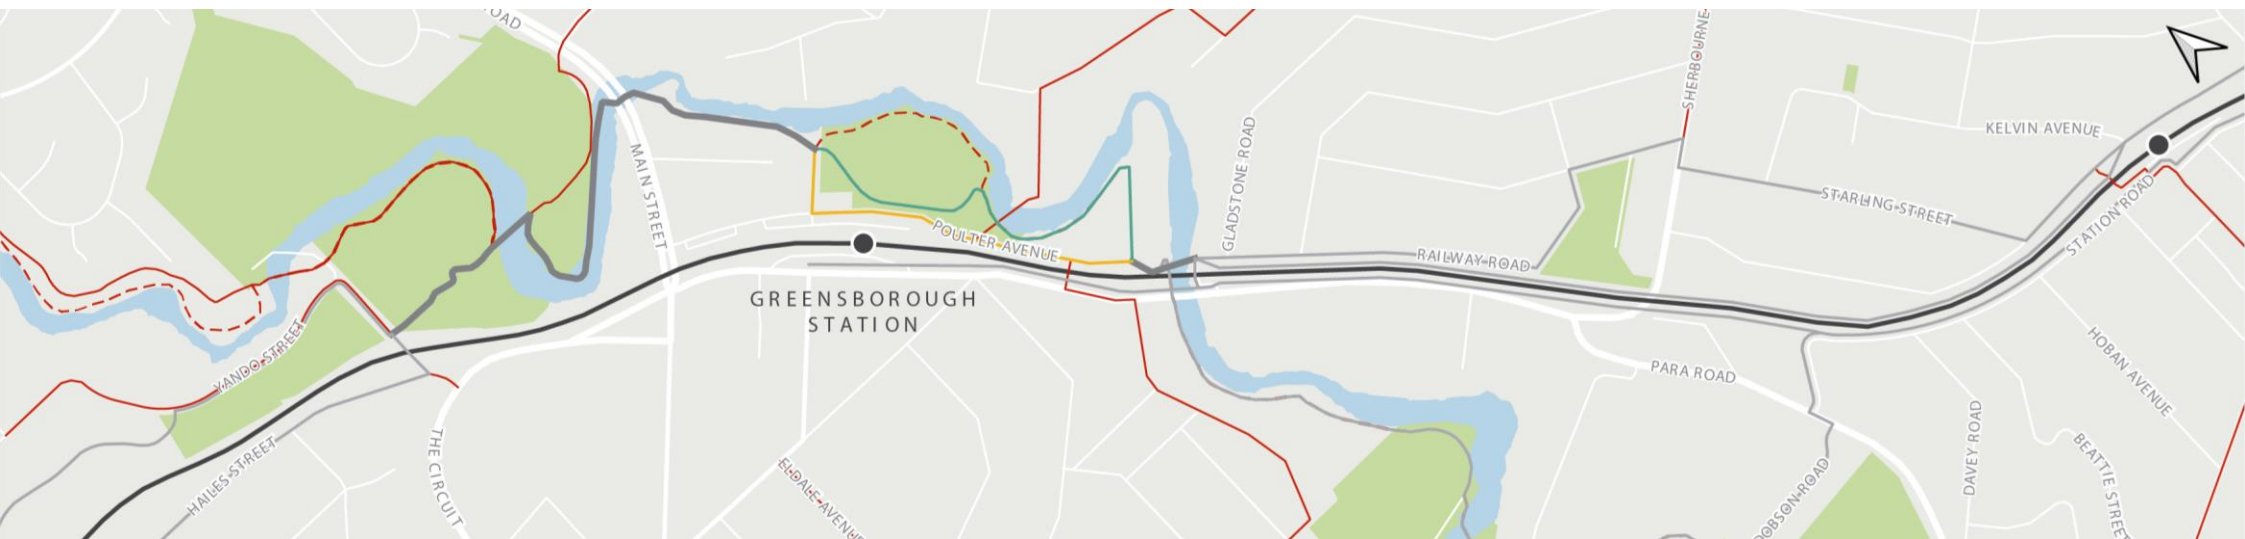 OAD
SHERBOURNE
MAIN STREET
GLADSTONE ROAD
KELVIN AVENUE
STARLING STREET
STATION ROAD
POULTER AVENUE
RAILWAY ROAD
GREENSBOROUGH
STATION
YANDO STREET
HAILES STREET
THE CIRCUIT
ELDALE AVENUE
PARA ROAD
HOBAN AVENUE
DAVEY ROAD
BEATTIE STREET
DOBSON ROAD